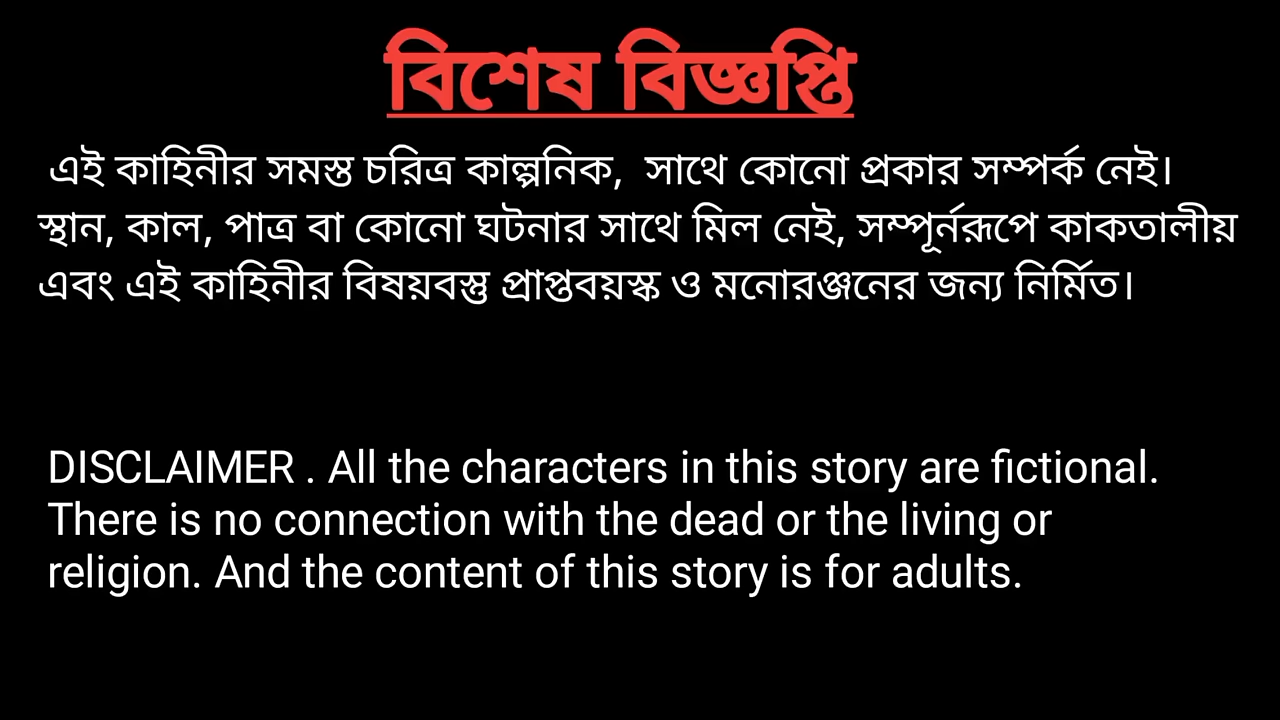 বিশেষ বিজ্ঞপ্তি
এই কাহিনীর সমস্ত চরিত্র কাল্পনিক, সাথে কোনো প্রকার সম্পর্ক নেই।
স্থান, কাল, পাত্র বা কোনো ঘটনার সাথে মিল নেই, সম্পূর্নরূপে কাকতালীয়
এবং এই কাহিনীর বিষয়বস্তু প্রাপ্তবয়স্ক ও মনোরঞ্জনের জন্য নির্মিত।
DISCLAIMER . All the characters in this story are fictional.
There is no connection with the dead or the living or
religion. And the content of this story is for adults.